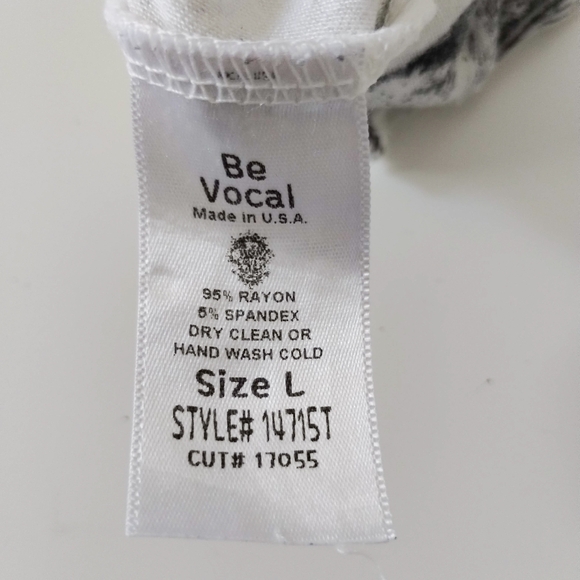 Be
Vocal
Made in U.S.A.
95% RAYON
5% SPANDEX
DRY CLEAN OR
HAND WASH COLD
Size L
STYLE# 14715T
CUT# 17055